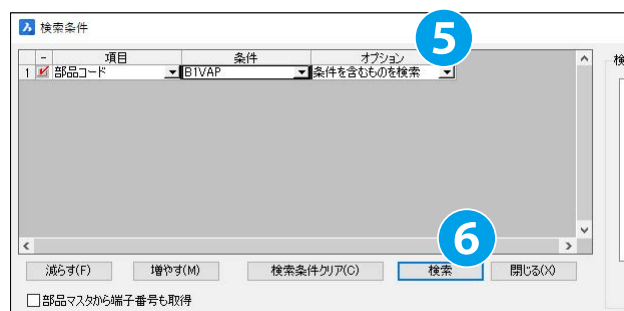 検索条件
5
- 項目 条件 オプション
1 部品コード B1VAP 条件を含むものを検索
6
減らす(F) 増やす(M) 検索条件クリア(C) 検索 閉じる(X)
部品マスタから端子番号も取得